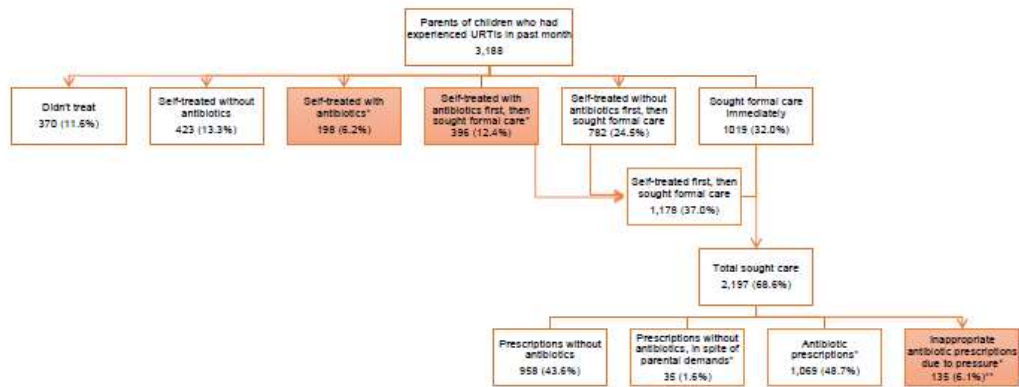 Parents of children who had
experienced URTIs in past month
3,188
Didn't treat
370 (11.6%)
Self-treated without
antibiotics
423 (13.3%)
Self-treated with
antibiotics*
198 (6.2%)
Self-treated with
antibiotics first, then
sought formal care*
396 (12.4%)
Self-treated without
antibiotics first, then
sought formal care
782 (24.5%)
Sought formal care
immediately
1019 (32.0%)
Self-treated first, then
sought formal care
1,178 (37.0%)
Total sought care
2,197 (68.6%)
Prescriptions without
antibiotics
958 (43.6%)
Prescriptions without
antibiotics, in spite of
parental demands*
35 (1.6%)
Antibiotic
prescriptions*
1,069 (48.7%)
Inappropriate
antibiotic prescriptions
due to pressure*
135 (6.1%)**